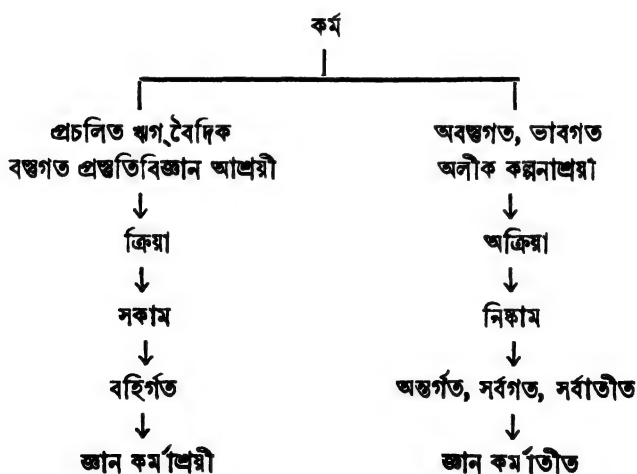 কর্ম
প্রচলিত ঋগ্‌বৈদিক
বস্তুগত প্রস্তুতিবিজ্ঞান আশ্রয়ী
↓
ক্রিয়া
↓
সকাম
↓
বহির্গত
↓
জ্ঞান কর্মাশ্রয়ী
অবস্তুগত, ভাবগত
অলীক কল্পনাশ্রয়া
↓
অক্রিয়া
↓
নিষ্কাম
↓
অন্তর্গত, সর্বগত, সর্বাতীত
↓
জ্ঞান কর্মাতীত